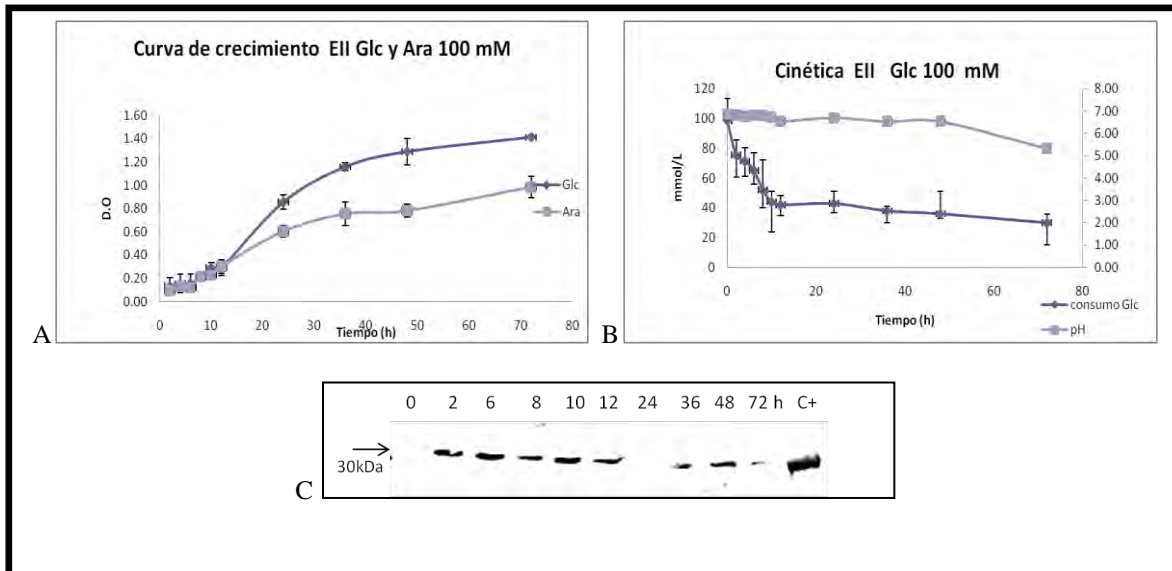 Curva de crecimiento EII Glc y Ara 100 mM
D.O
1.60
1.40
1.20
1.00
0.80
0.60
0.40
0.20
0.00
0 10 20 30 40 50 60 70 80
Tiempo (h)
Glc
Ara
A
Cinética EII Glc 100 mM
mmol/L
120
100
80
60
40
20
0
8.00
7.00
6.00
5.00
4.00
3.00
2.00
1.00
0.00
0 20 40 60 80
Tiempo (h)
consumo Glc
pH
B
0 2 6 8 10 12 24 36 48 72 h C+
30kDa
C